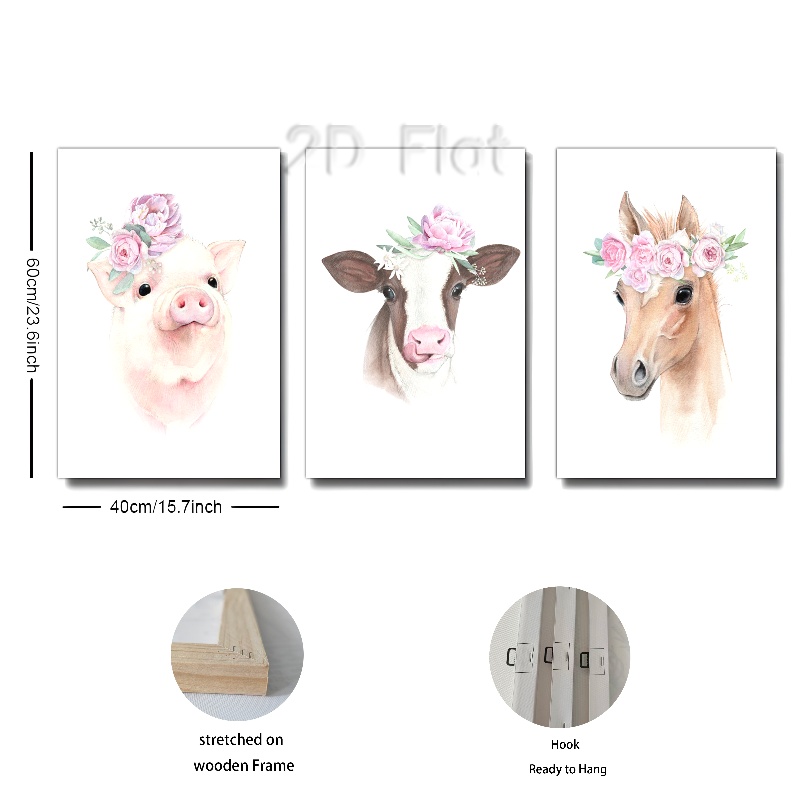 2D Flat
60cm/23.6inch
40cm/15.7inch
stretched on
wooden Frame
Hook
Ready to Hang